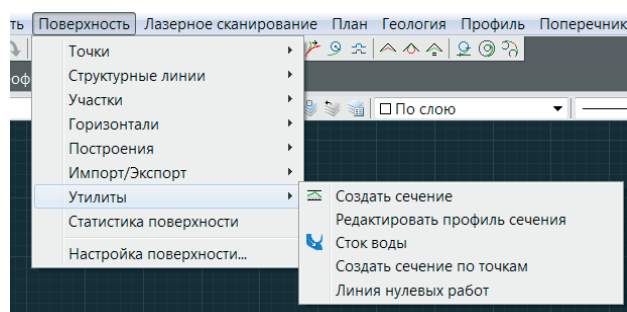 ть Поверхность Лазерное сканирование План Геология Профиль Поперечник
оф
По слою
Точки
Структурные линии
Участки
Горизонтали
Построения
Импорт/Экспорт
Утилиты
Статистика поверхности
Настройка поверхности...
Создать сечение
Редактировать профиль сечения
Сток воды
Создать сечение по точкам
Линия нулевых работ